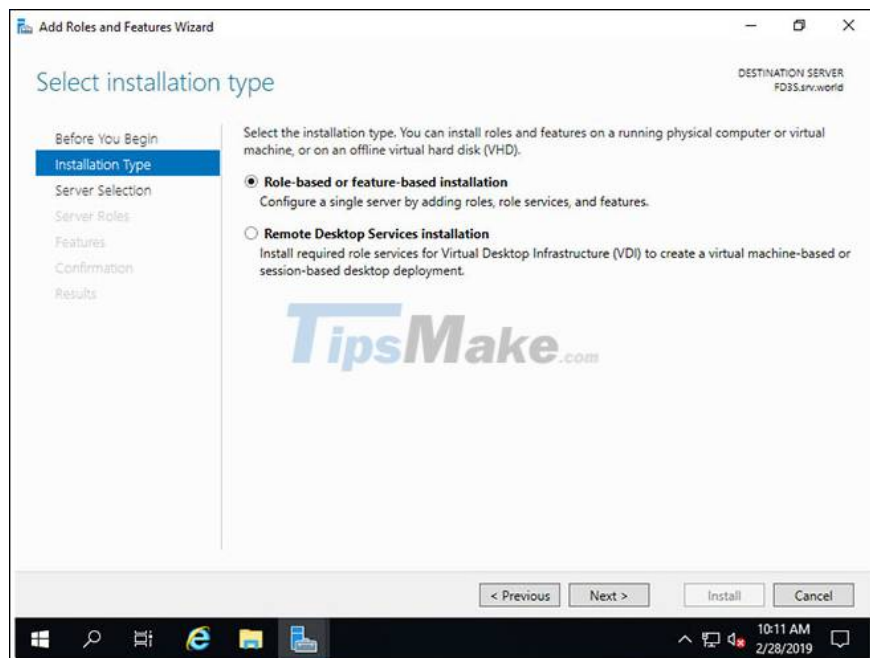 Add Roles and Features Wizard
Select installation type
DESTINATION SERVER
FD3S.srv.world
Before You Begin
Installation Type
Server Selection
Server Roles
Features
Confirmation
Results
Select the installation type. You can install roles and features on a running physical computer or virtual
machine, or on an offline virtual hard disk (VHD).
Role-based or feature-based installation
Configure a single server by adding roles, role services, and features.
Remote Desktop Services installation
Install required role services for Virtual Desktop Infrastructure (VDI) to create a virtual machine-based or
session-based desktop deployment.
TipsMake.com
< Previous
Next >
Install
Cancel
10:11 AM
2/28/2019